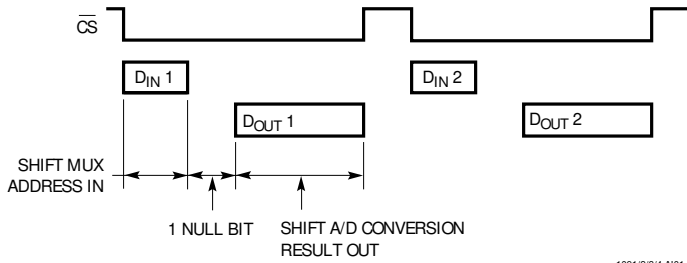 CS
DIN 1
DIN 2
DOUT 1
DOUT 2
SHIFT MUX
ADDRESS IN
1 NULL BIT
SHIFT A/D CONVERSION
RESULT OUT